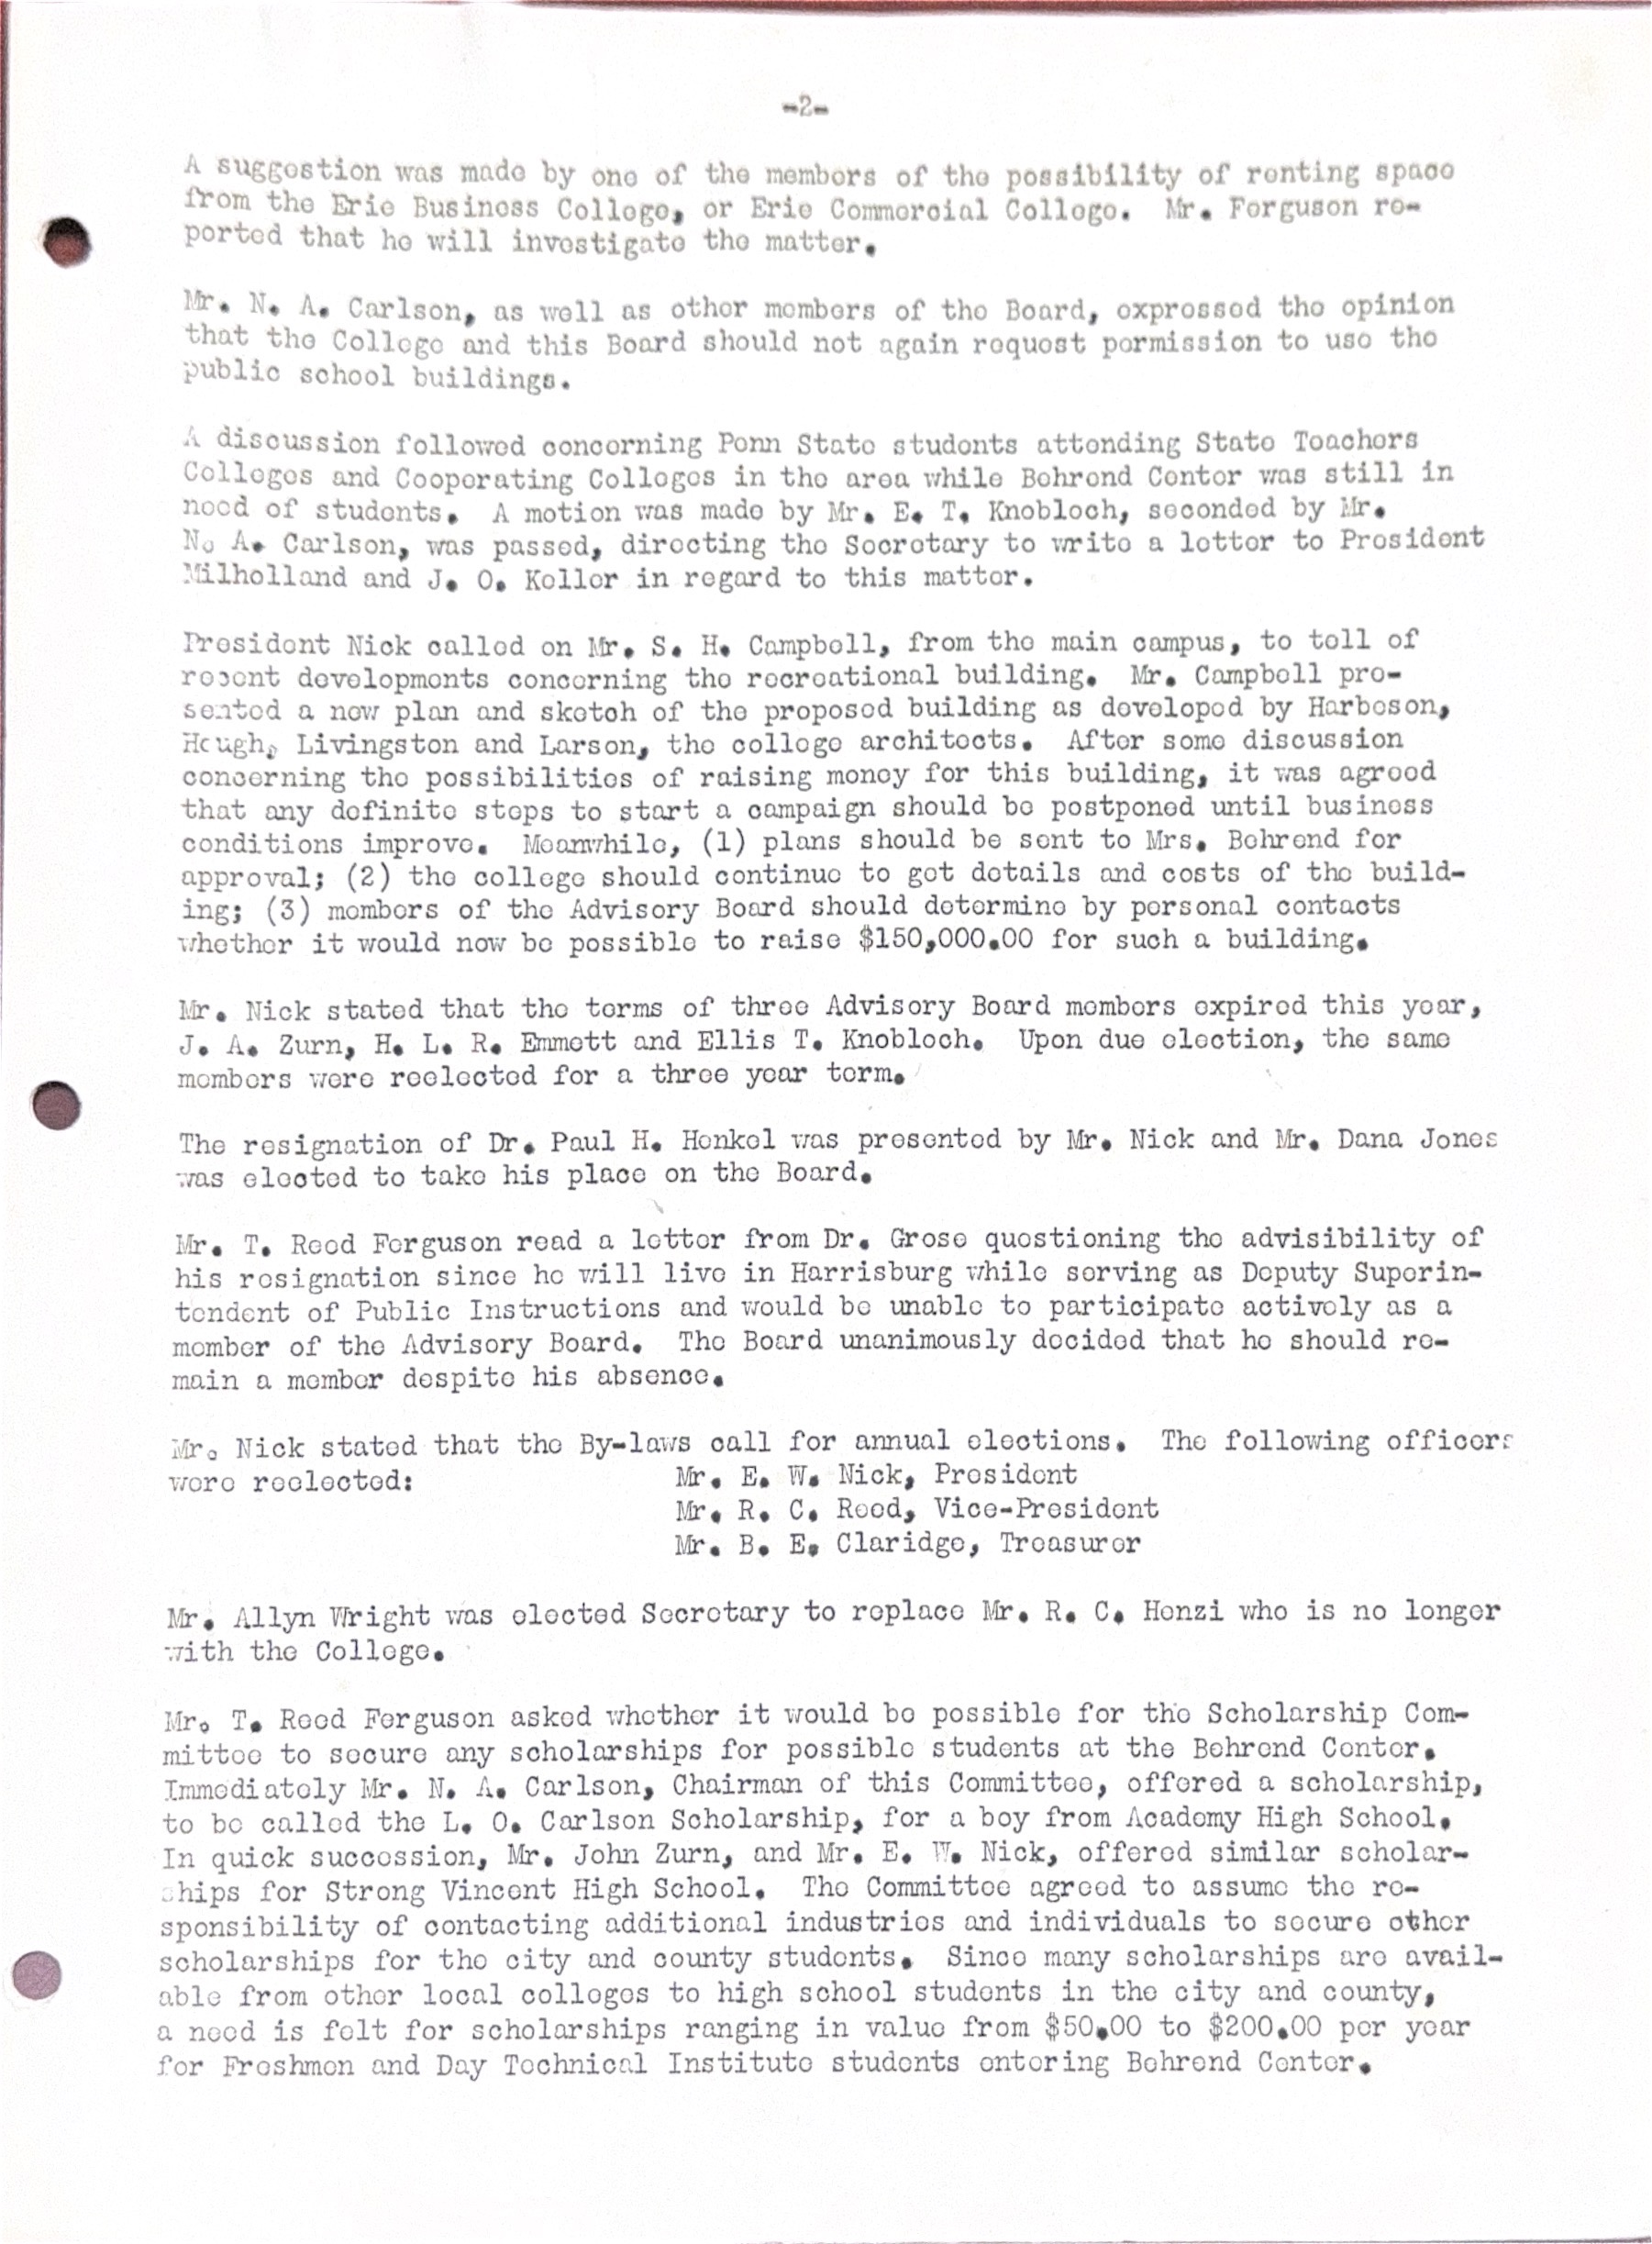 -2-
A suggestion was made by one of the members of the possibility of renting space
from the Erie Business College, or Erie Commercial College. Mr. Ferguson re-
ported that he will investigate the matter.
Mr. N. A. Carlson, as well as other members of the Board, expressed the opinion
that the College and this Board should not again request permission to use the
public school buildings.
A discussion followed concerning Penn State students attending State Teachers
Colleges and Cooperating Colleges in the area while Behrend Center was still in
need of students. A motion was made by Mr. E. T. Knobloch, seconded by Mr.
N. A. Carlson, was passed, directing the Secretary to write a letter to President
Milholland and J. O. Keller in regard to this matter.
President Nick called on Mr. S. H. Campbell, from the main campus, to tell of
recent developments concerning the recreational building. Mr. Campbell pre-
sented a new plan and sketch of the proposed building as developed by Harbeson,
Hough, Livingston and Larson, the college architects. After some discussion
concerning the possibilities of raising money for this building, it was agreed
that any definite steps to start a campaign should be postponed until business
conditions improve. Meanwhile, (1) plans should be sent to Mrs. Behrend for
approval; (2) the college should continue to get details and costs of the build-
ing; (3) members of the Advisory Board should determine by personal contacts
whether it would now be possible to raise $150,000.00 for such a building.
Mr. Nick stated that the terms of three Advisory Board members expired this year,
J. A. Zurn, H. L. R. Emmett and Ellis T. Knobloch. Upon due election, the same
members were reelected for a three year term.
The resignation of Dr. Paul H. Henkel was presented by Mr. Nick and Mr. Dana Jones
was elected to take his place on the Board.
Mr. T. Reed Ferguson read a letter from Dr. Grose questioning the advisibility of
his resignation since he will live in Harrisburg while serving as Deputy Superin-
tendent of Public Instructions and would be unable to participate actively as a
member of the Advisory Board. The Board unanimously decided that he should re-
main a member despite his absence.
Mr. Nick stated that the By-laws call for annual elections. The following officers
were reelected: Mr. E. W. Nick, President
Mr. R. C. Reed, Vice-President
Mr. B. E. Claridge, Treasurer
Mr. Allyn Wright was elected Secretary to replace Mr. R. C. Henzi who is no longer
with the College.
Mr. T. Reed Ferguson asked whether it would be possible for the Scholarship Com-
mittee to secure any scholarships for possible students at the Behrend Center.
Immediately Mr. N. A. Carlson, Chairman of this Committee, offered a scholarship,
to be called the L. O. Carlson Scholarship, for a boy from Academy High School.
In quick succession, Mr. John Zurn, and Mr. E. W. Nick, offered similar scholar-
ships for Strong Vincent High School. The Committee agreed to assume the re-
sponsibility of contacting additional industries and individuals to secure other
scholarships for the city and county students. Since many scholarships are avail-
able from other local colleges to high school students in the city and county,
a need is felt for scholarships ranging in value from $50.00 to $200.00 per year
for Freshmen and Day Technical Institute students entering Behrend Center.